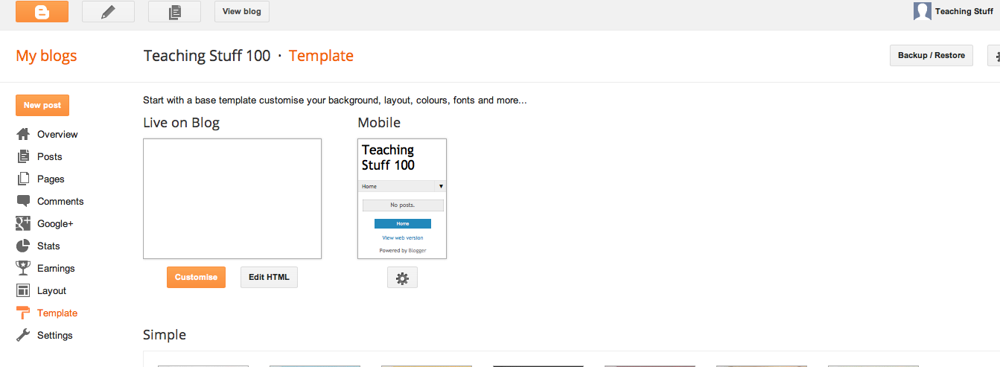 View blog
Teaching Stuff
My blogs
Teaching Stuff 100 · Template
Backup / Restore
New post
Overview
Posts
Pages
Comments
Google+
Stats
Earnings
Layout
Template
Settings
Start with a base template customise your background, layout, colours, fonts and more...
Live on Blog
Mobile
Teaching
Stuff 100
Home
No posts.
Home
View web version
Powered by Blogger
Customise
Edit HTML
Simple